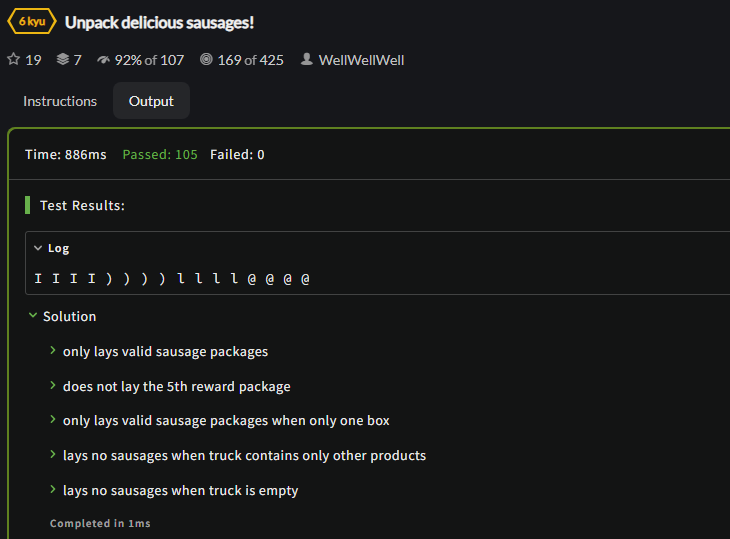 6 kyu Unpack delicious sausages!
19 7 92% of 107 169 of 425 WellWellWell
Instructions Output
Time: 886ms Passed: 105 Failed: 0
Test Results:
Log
I I I I ) ) ) ) l l l l @ @ @ @
Solution
only lays valid sausage packages
does not lay the 5th reward package
only lays valid sausage packages when only one box
lays no sausages when truck contains only other products
lays no sausages when truck is empty
Completed in 1ms